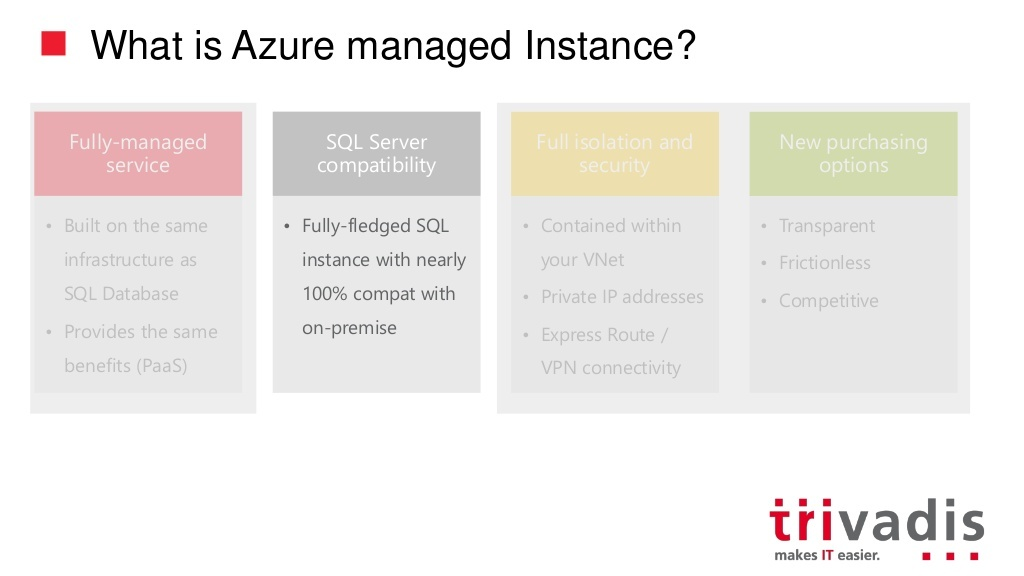 What is Azure managed Instance?
Fully-managed
service
• Built on the same
infrastructure as
SQL Database
• Provides the same
benefits (PaaS)
SQL Server
compatibility
• Fully-fledged SQL
instance with nearly
100% compat with
on-premise
Full isolation and
security
• Contained within
your VNet
• Private IP addresses
• Express Route /
VPN connectivity
New purchasing
options
• Transparent
• Frictionless
• Competitive
trivadis
makes IT easier.